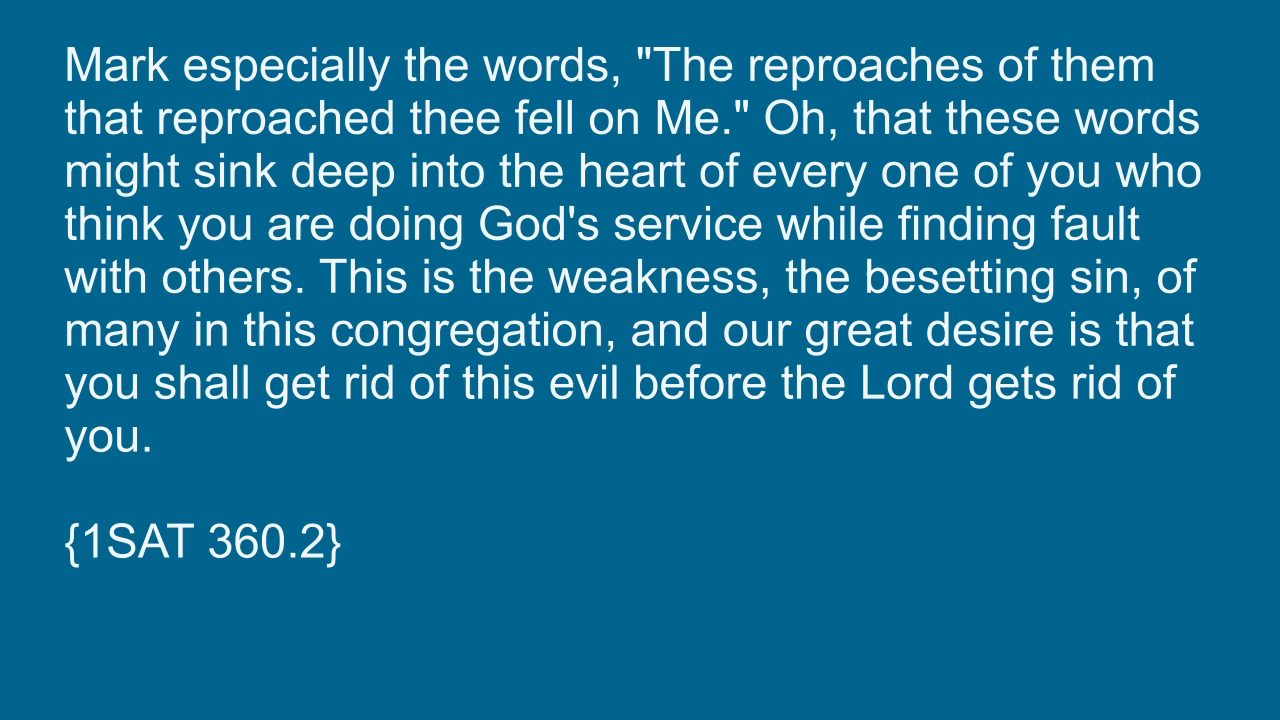 Mark especially the words, "The reproaches of them
that reproached thee fell on Me." Oh, that these words
might sink deep into the heart of every one of you who
think you are doing God's service while finding fault
with others. This is the weakness, the besetting sin, of
many in this congregation, and our great desire is that
you shall get rid of this evil before the Lord gets rid of
you.
{1SAT 360.2}